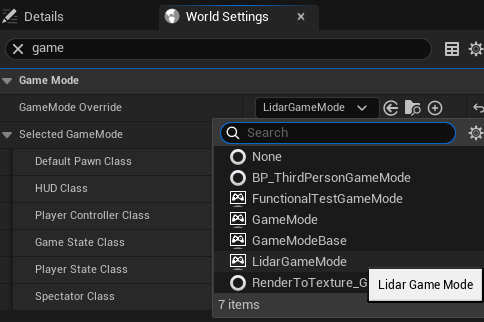 Details
World Settings
game
Game Mode
GameMode Override
LidarGameMode
Selected GameMode
Search
None
Default Pawn Class
BP_ThirdPersonGameMode
HUD Class
FunctionalTestGameMode
Player Controller Class
GameMode
Game State Class
GameModeBase
Player State Class
LidarGameMode
Spectator Class
RenderToTexture_G
Lidar Game Mode
7 items